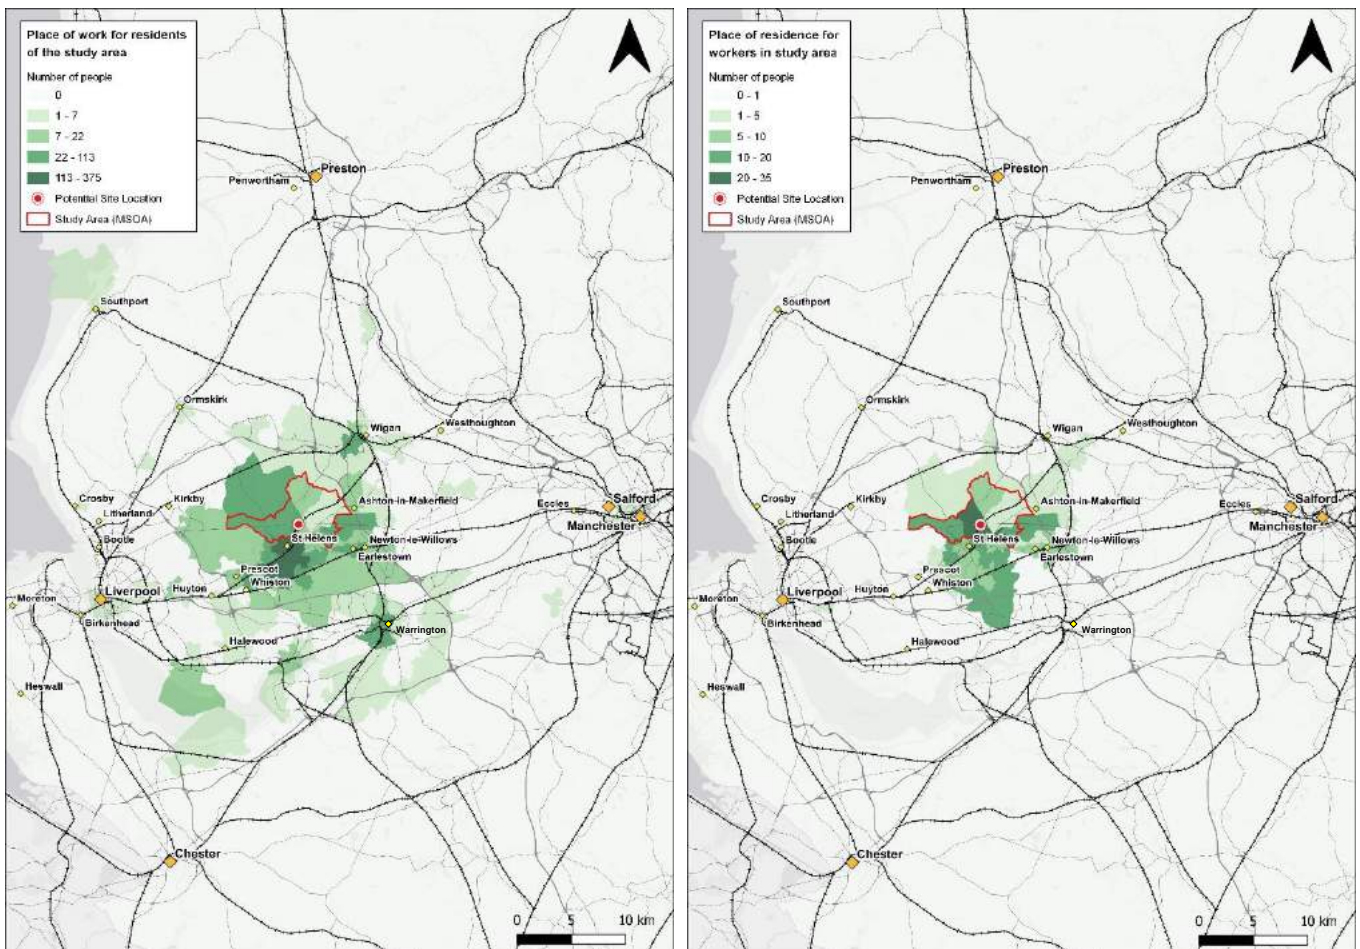 Place of work for residents
of the study area
Number of people
0
1 - 7
7 - 22
22 - 113
113 - 375
Potential Site Location
Study Area (MSOA)
Preston
Penwortham
Southport
Ormskirk
Wigan
Westhoughton
Crosby
Kirkby
Ashton-in-Makerfield
Eccles
Salford
Litherland
Manchester
Bootle
St Helens
Newton-le-Willows
Earlestown
Prescot
Whiston
Moreton
Liverpool
Huyton
Birkenhead
Warrington
Halewood
Heswall
Chester
0 5 10 km
Place of residence for
workers in study area
Number of people
0 - 1
1 - 5
5 - 10
10 - 20
20 - 35
Potential Site Location
Study Area (MSOA)
Preston
Penwortham
Southport
Ormskirk
Wigan
Westhoughton
Crosby
Kirkby
Ashton-in-Makerfield
Eccles
Salford
Litherland
Manchester
Bootle
St Helens
Newton-le-Willows
Earlestown
Prescot
Whiston
Moreton
Liverpool
Huyton
Birkenhead
Warrington
Halewood
Heswall
Chester
0 5 10 km